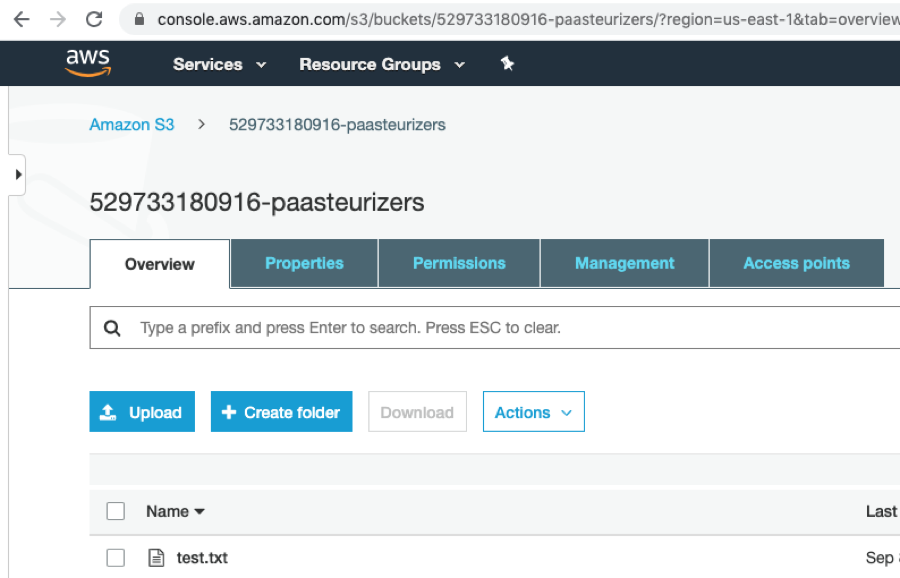 console.aws.amazon.com/s3/buckets/529733180916-paasteurizers/?region=us-east-1&tab=overview
aws Services Resource Groups
Amazon S3 > 529733180916-paasteurizers
529733180916-paasteurizers
Overview Properties Permissions Management Access points
Type a prefix and press Enter to search. Press ESC to clear.
Upload + Create folder Download Actions
Name Last
test.txt Sep